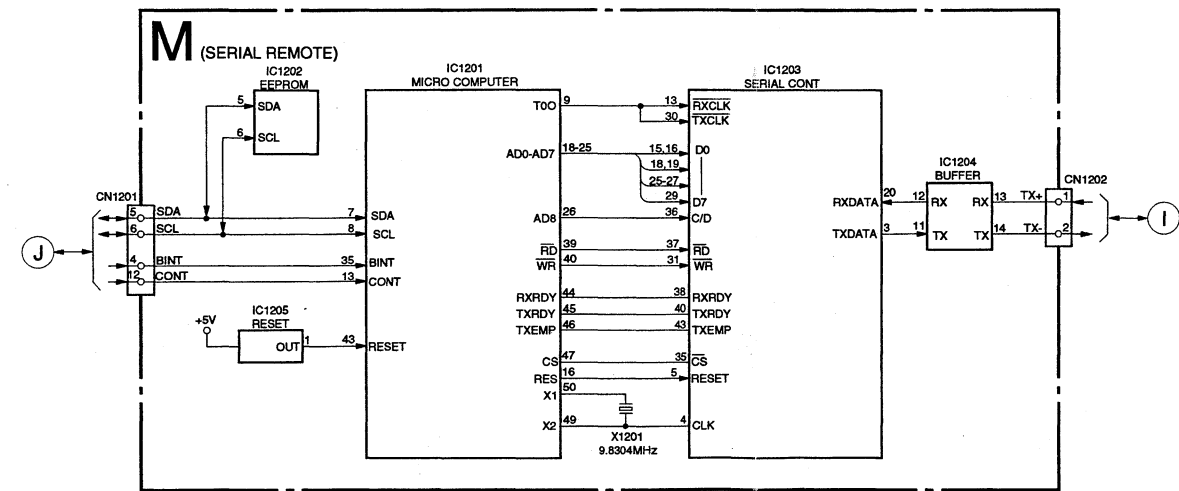 M (SERIAL REMOTE)
IC1202
EEPROM
5 SDA
6 SCL
IC1201
MICRO COMPUTER
IC1203
SERIAL CONT
T0O 9 13 RXCLK
30 TXCLK
AD0-AD7 18-25 15,16 D0
18,19
25-27
29 D7
AD8 26 36 C/D
RD 39 37 RD
WR 40 31 WR
RXRDY 44 38 RXRDY
TXRDY 45 40 TXRDY
TXEMP 46 43 TXEMP
CS 47 35 CS
RES 16 5 RESET
X1 50
X2 49 4 CLK
X1201
9.8304MHz
CN1201
5 SDA 7 SDA
6 SCL 8 SCL
4 BINT 35 BINT
12 CONT 13 CONT
J
IC1205
RESET
+5V
OUT 1 43 RESET
IC1204
BUFFER
CN1202
RXDATA 20 12 RX RX 13 TX+ 1
TXDATA 3 11 TX TX 14 TX- 2
I